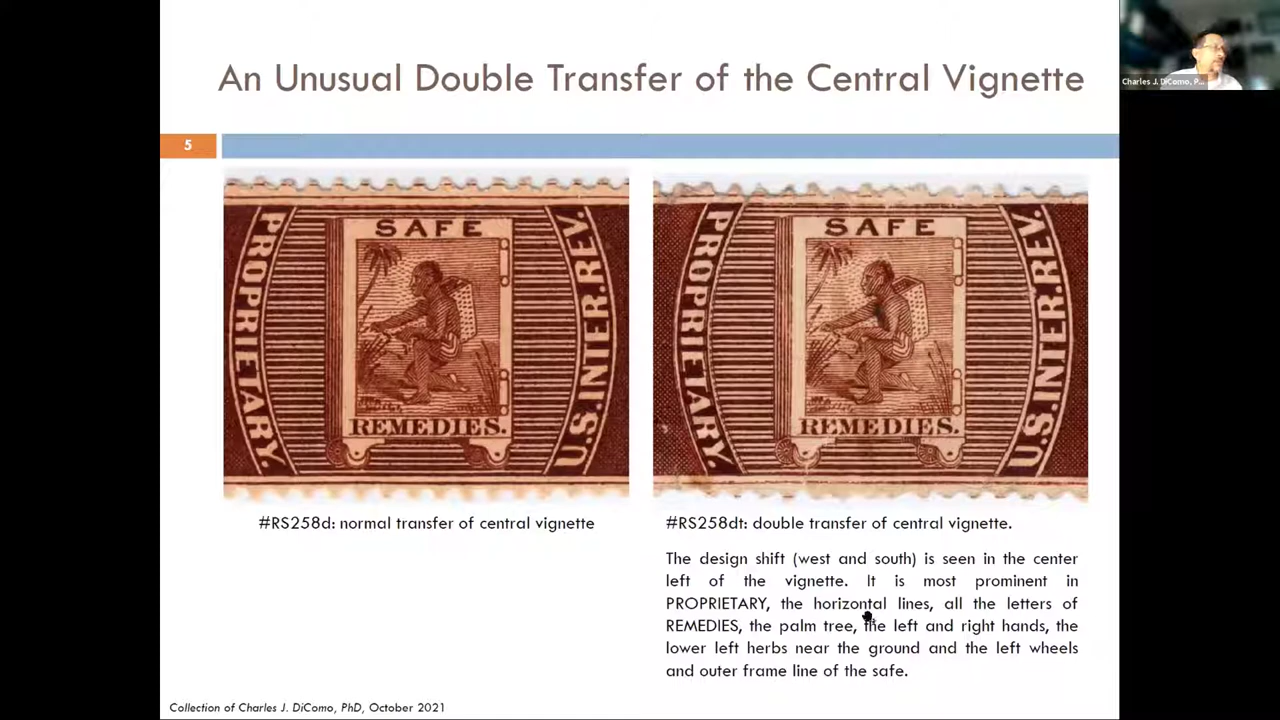 An Unusual Double Transfer of the Central Vignette
Charles J. DiComo, P...
5
PROPRIETARY.
SAFE
REMEDIES.
U.S.INTER.REV.
PROPRIETARY.
SAFE
REMEDIES.
U.S.INTER.REV.
#RS258d: normal transfer of central vignette
#RS258dt: double transfer of central vignette.
The design shift (west and south) is seen in the center
left of the vignette. It is most prominent in
PROPRIETARY, the horizontal lines, all the letters of
REMEDIES, the palm tree, the left and right hands, the
lower left herbs near the ground and the left wheels
and outer frame line of the safe.
Collection of Charles J. DiComo, PhD, October 2021